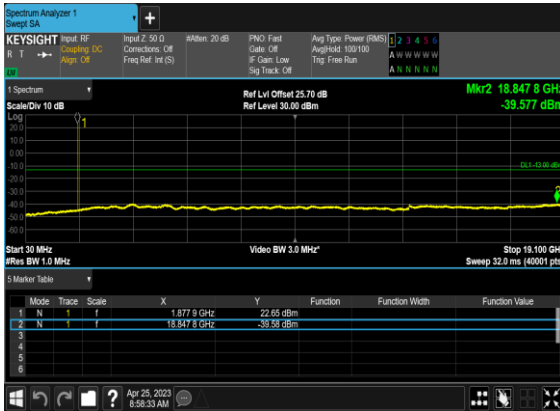 Spectrum Analyzer 1
Swept SA
+
KEYSIGHT
R T
Input: RF
Coupling: DC
Align: Off
Input Z: 50 Ω
Corrections: Off
Freq Ref: Int (S)
#Atten: 20 dB
PNO: Fast
Gate: Off
IF Gain: Low
Sig Track: Off
Avg Type: Power (RMS)
Avg|Hold: 100/100
Trig: Free Run
1 2 3 4 5 6
A W W W W W
A N N N N N
1 Spectrum
Scale/Div 10 dB
Ref Lvl Offset 25.70 dB
Ref Level 30.00 dBm
Mkr2 18.847 8 GHz
-39.577 dBm
Log
20.0
10.0
0.00
-10.0
-20.0
-30.0
-40.0
-50.0
-60.0
1
DL1 -13.00 dBm
Start 30 MHz
#Res BW 1.0 MHz
Video BW 3.0 MHz*
Stop 19.100 GHz
Sweep 32.0 ms (40001 pts)
5 Marker Table
Mode Trace Scale X Y Function Function Width Function Value
1 N 1 f 1.877 9 GHz 22.65 dBm
2 N 1 f 18.847 8 GHz -39.58 dBm
3
4
5
6
?
Apr 25, 2023
8:58:33 AM